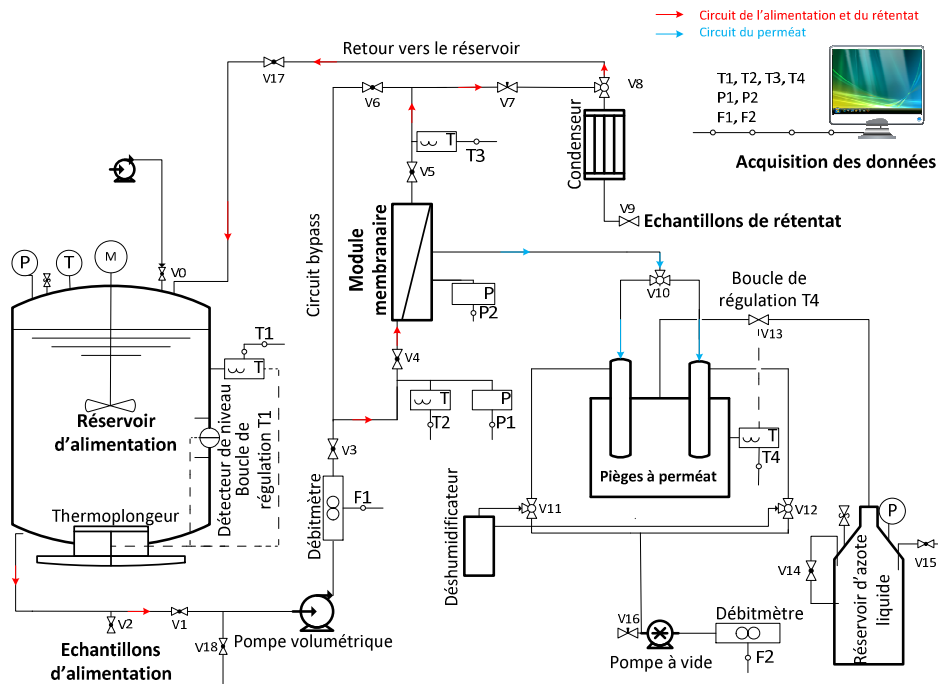 Circuit de l'alimentation et du rétentat
Circuit du perméat
Retour vers le réservoir
V17
V6
V7
V8
T1, T2, T3, T4
P1, P2
F1, F2
Acquisition des données
T
T3
V5
Condenseur
V9
Echantillons de rétentat
P
T
M
V0
Circuit bypass
Module
membranaire
P
P2
V10
Boucle de
régulation T4
V13
T1
T
V4
Réservoir
d'alimentation
Détecteur de niveau
Boucle de
régulation T1
T
T2
P
P1
V3
T
T4
Pièges à perméat
Thermoplongeur
Débitmètre
F1
Déshumidificateur
V11
V12
P
V14
V15
Réservoir d'azote
liquide
V2
V1
V18
Pompe volumétrique
Echantillons
d'alimentation
V16
Pompe à vide
Débitmètre
F2